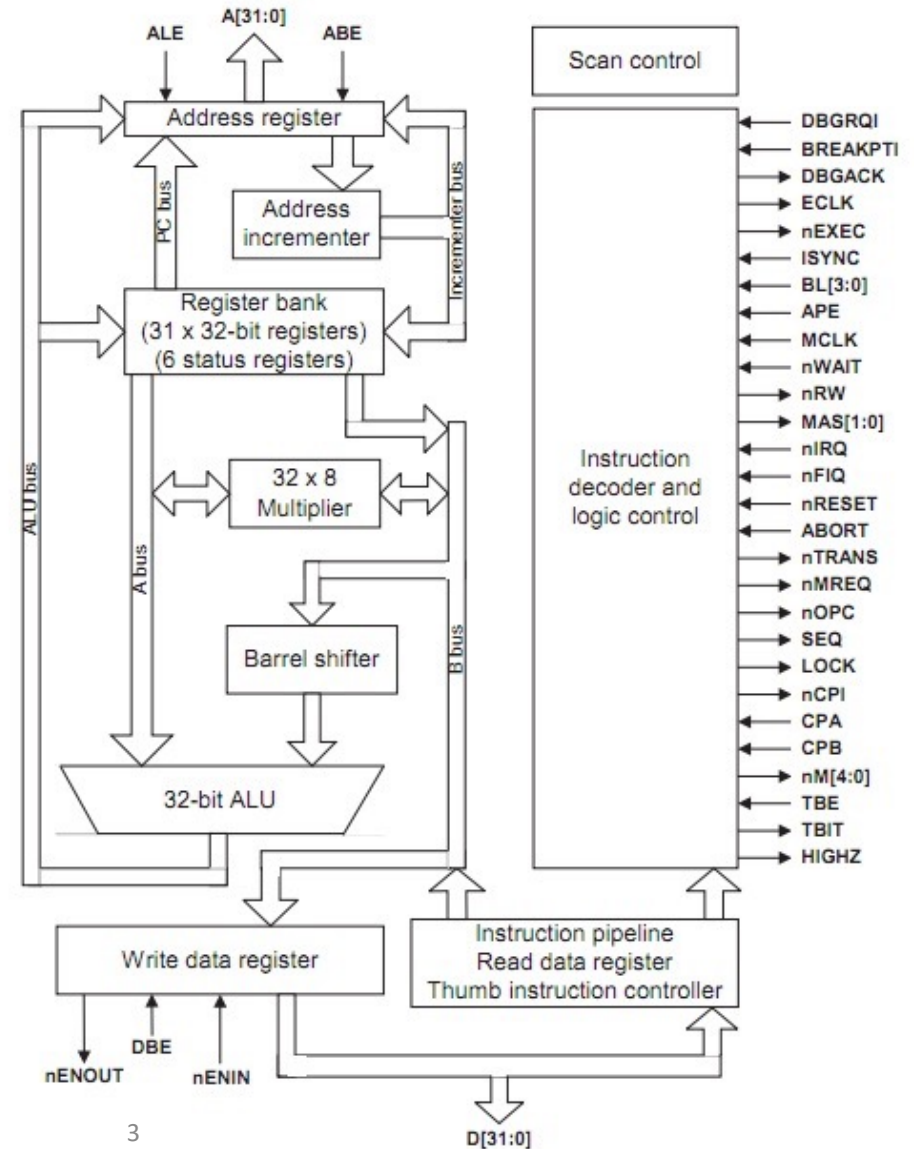 A[31:0]
ALE
ABE
Address register
Scan control
PC bus
Address
incrementer
Incrementer bus
Register bank
(31 x 32-bit registers)
(6 status registers)
ALU bus
A bus
32 x 8
Multiplier
B bus
Barrel shifter
32-bit ALU
Instruction
decoder and
logic control
DBGRQI
BREAKPTI
DBGACK
ECLK
nEXEC
ISYNC
BL[3:0]
APE
MCLK
nWAIT
nRW
MAS[1:0]
nIRQ
nFIQ
nRESET
ABORT
nTRANS
nMREQ
nOPC
SEQ
LOCK
nCPI
CPA
CPB
nM[4:0]
TBE
TBIT
HIGHZ
Write data register
Instruction pipeline
Read data register
Thumb instruction controller
nENOUT
DBE
nENIN
D[31:0]
3